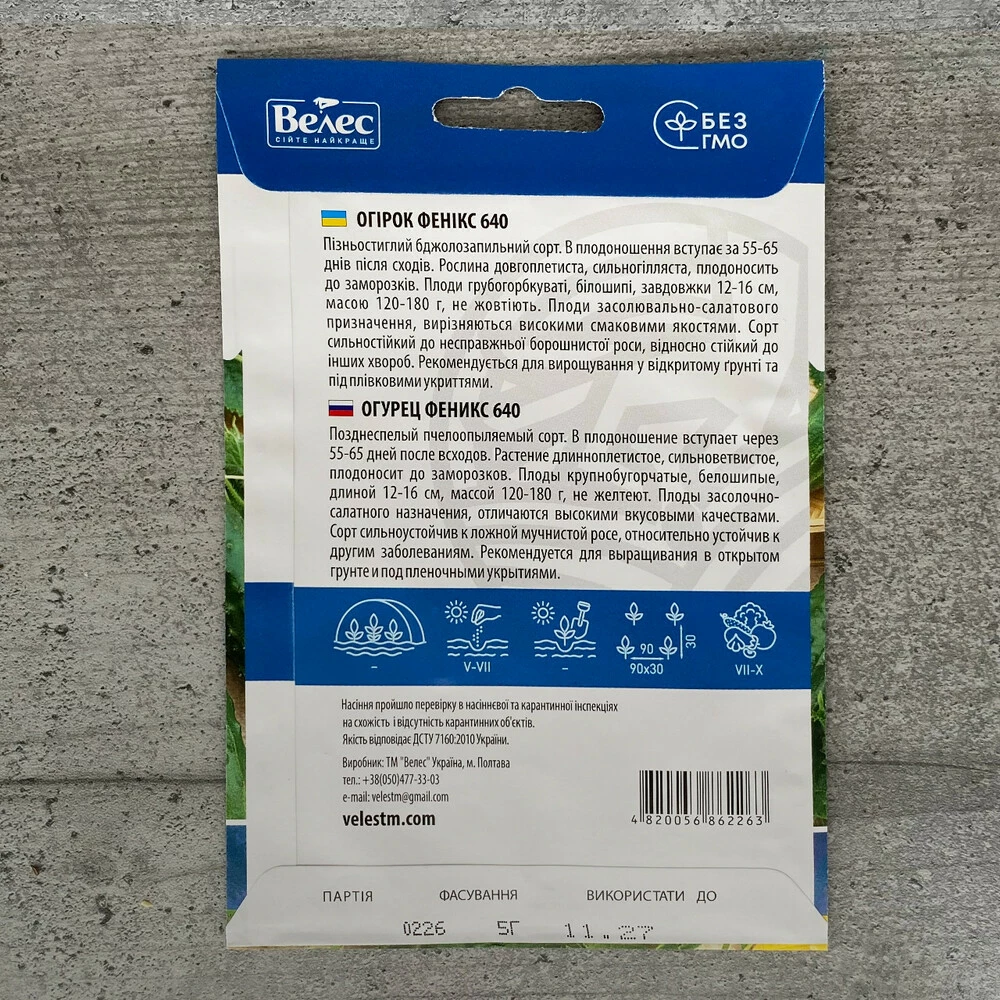 Велес
СІЙТЕ НАЙКРАЩЕ
БЕЗ
ГМО
ОГІРОК ФЕНІКС 640
Пізньостиглий бджолозапильний сорт. В плодоношення вступає за 55-65
днів після сходів. Рослина довгоплетиста, сильногілляста, плодоносить
до заморозків. Плоди грубогорбкуваті, білошипі, завдовжки 12-16 см,
масою 120-180 г, не жовтіють. Плоди засолювально-салатового
призначення, вирізняються високими смаковими якостями. Сорт
сильностійкий до несправжньої борошнистої роси, відносно стійкий до
інших хвороб. Рекомендується для вирощування у відкритому ґрунті та
під плівковими укриттями.
ОГУРЕЦ ФЕНИКС 640
Позднеспелый пчелоопыляемый сорт. В плодоношение вступает через
55-65 дней после всходов. Растение длинноплетистое, сильноветвистое,
плодоносит до заморозков. Плоды крупнобугорчатые, белошипые,
длиной 12-16 см, массой 120-180 г, не желтеют. Плоды засолочно-
салатного назначения, отличаются высокими вкусовыми качествами.
Сорт сильноустойчив к ложной мучнистой росе, относительно устойчив к
другим заболеваниям. Рекомендуется для выращивания в открытом
грунте и под пленочными укрытиями.
90
30
– V-VII – 90x30 VII-X
Насіння пройшло перевірку в насіннєвої та карантинної інспекціях
на схожість і відсутність карантинних об'єктів.
Якість відповідає ДСТУ 7160:2010 України.
Виробник: ТМ "Велес" Україна, м. Полтава
тел.: +38(050)477-33-03
e-mail: velestm@gmail.com
velestm.com
4 820056 862263
ПАРТІЯ ФАСУВАННЯ ВИКОРИСТАТИ ДО
0226 5Г 11.27